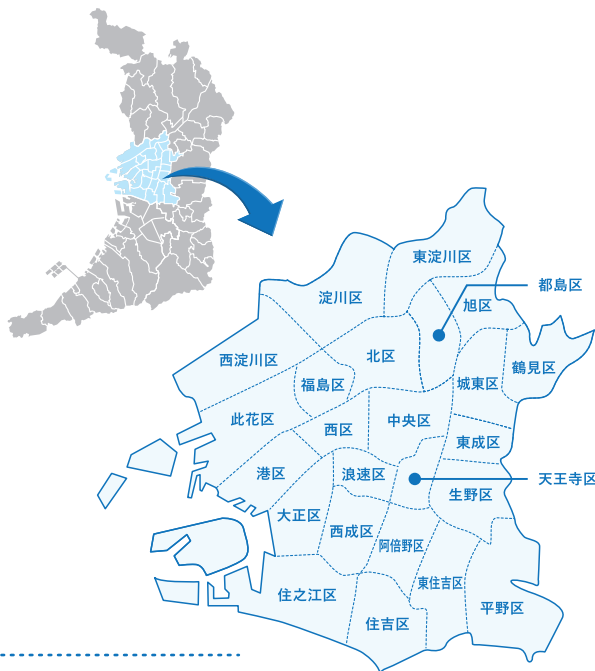 東淀川区
都島区
淀川区
旭区
西淀川区
北区
鶴見区
福島区
城東区
此花区
中央区
西区
東成区
港区
浪速区
天王寺区
生野区
大正区
西成区
阿倍野区
東住吉区
住之江区
平野区
住吉区